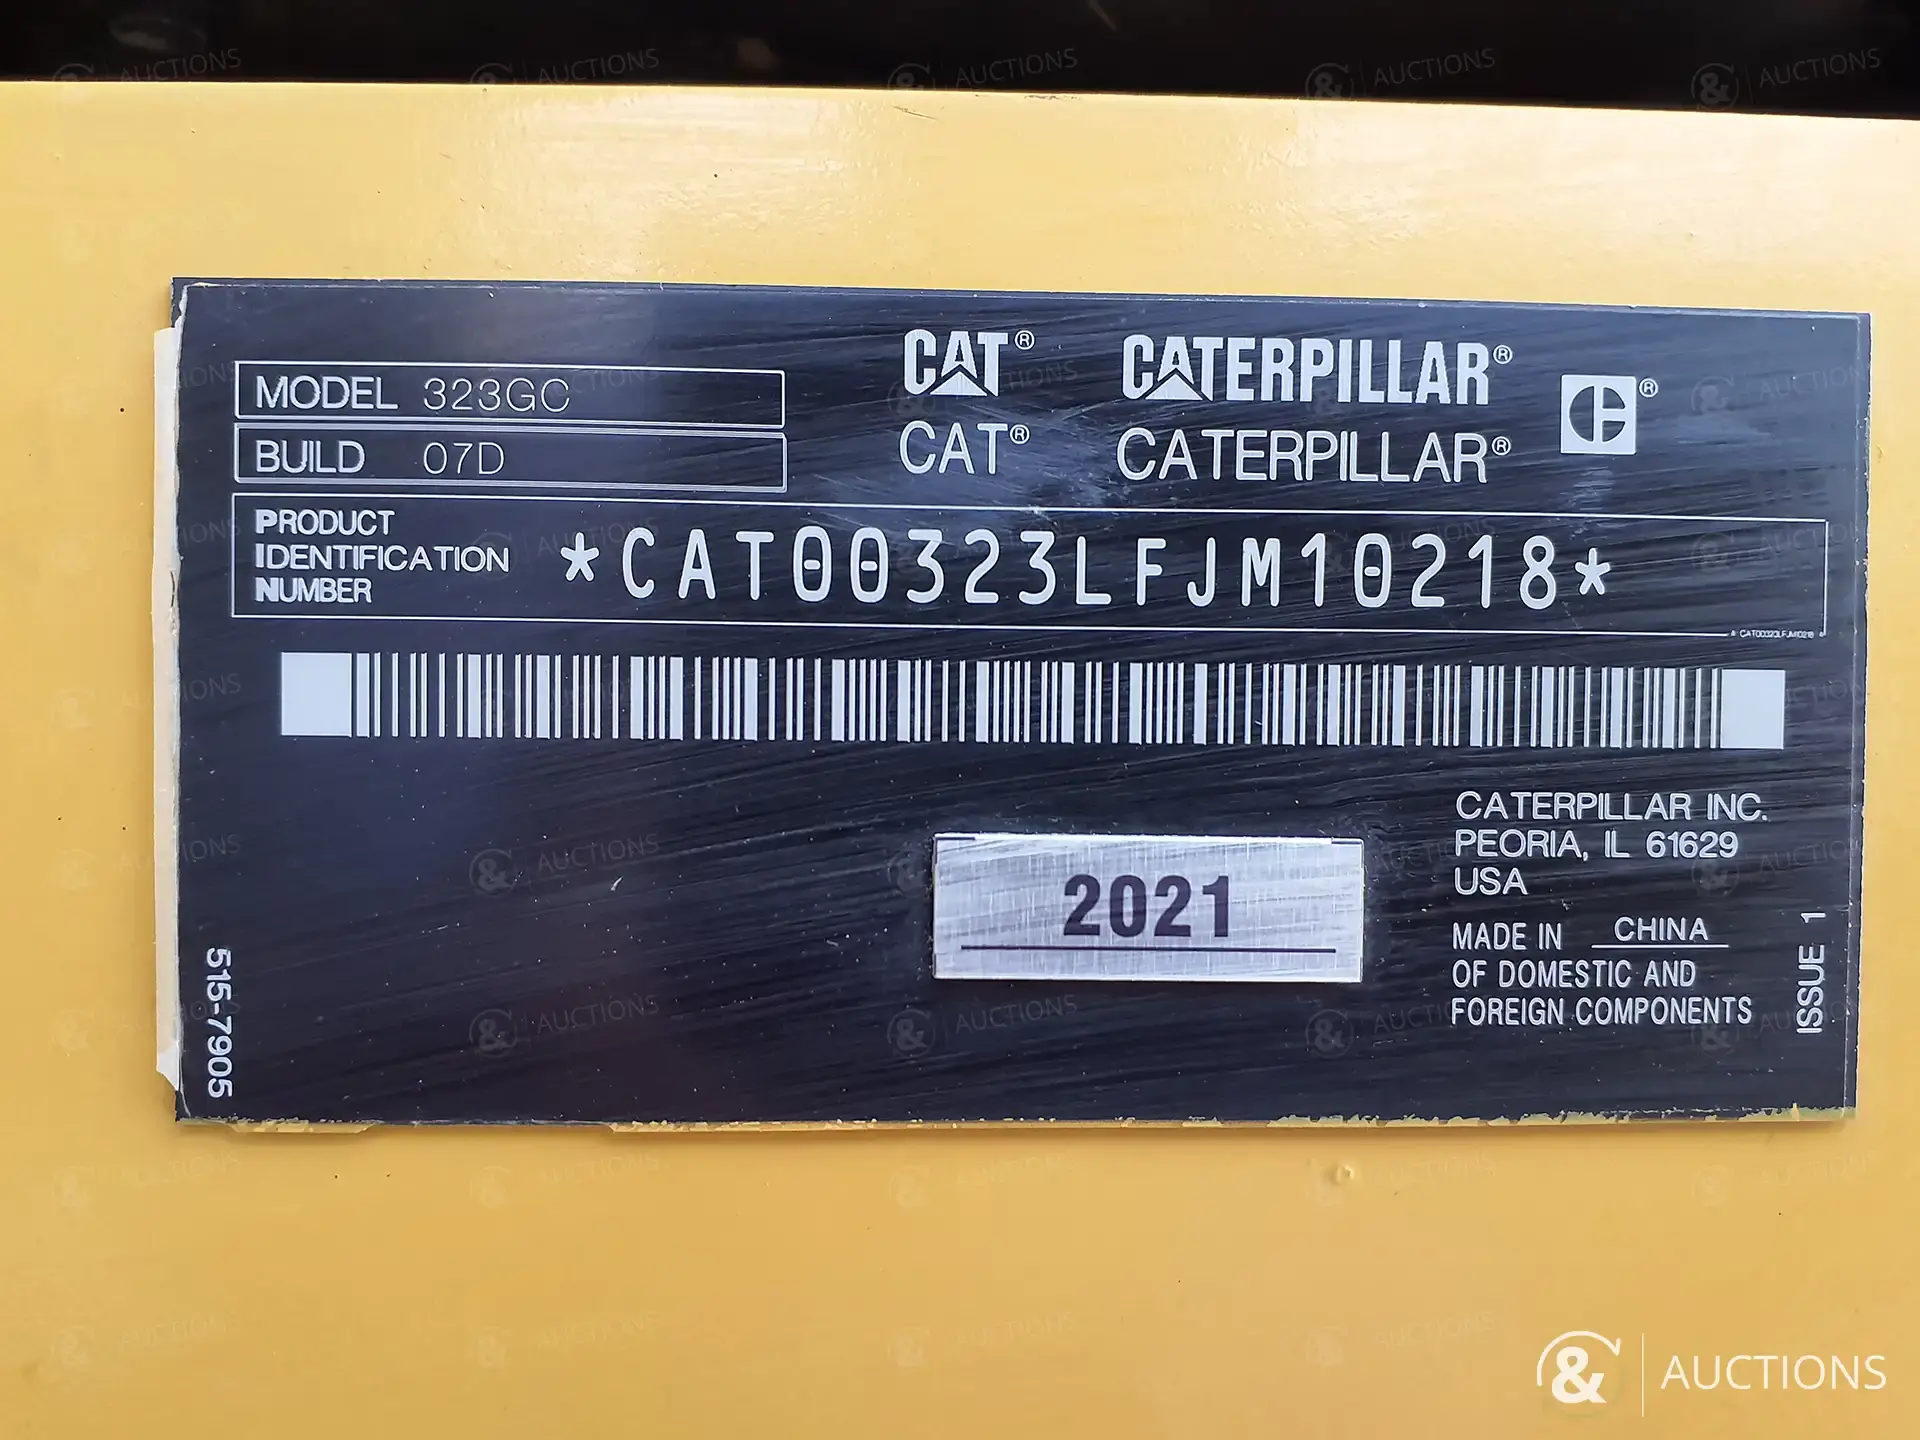 CAT® CATERPILLAR®
CAT® CATERPILLAR®
MODEL 323GC
BUILD 07D
PRODUCT
IDENTIFICATION
NUMBER
*CAT00323LFJM10218*
* CAT00323LFJM10218 *
2021
CATERPILLAR INC.
PEORIA, IL 61629
USA
MADE IN CHINA
OF DOMESTIC AND
FOREIGN COMPONENTS
ISSUE 1
515-7905
& AUCTIONS